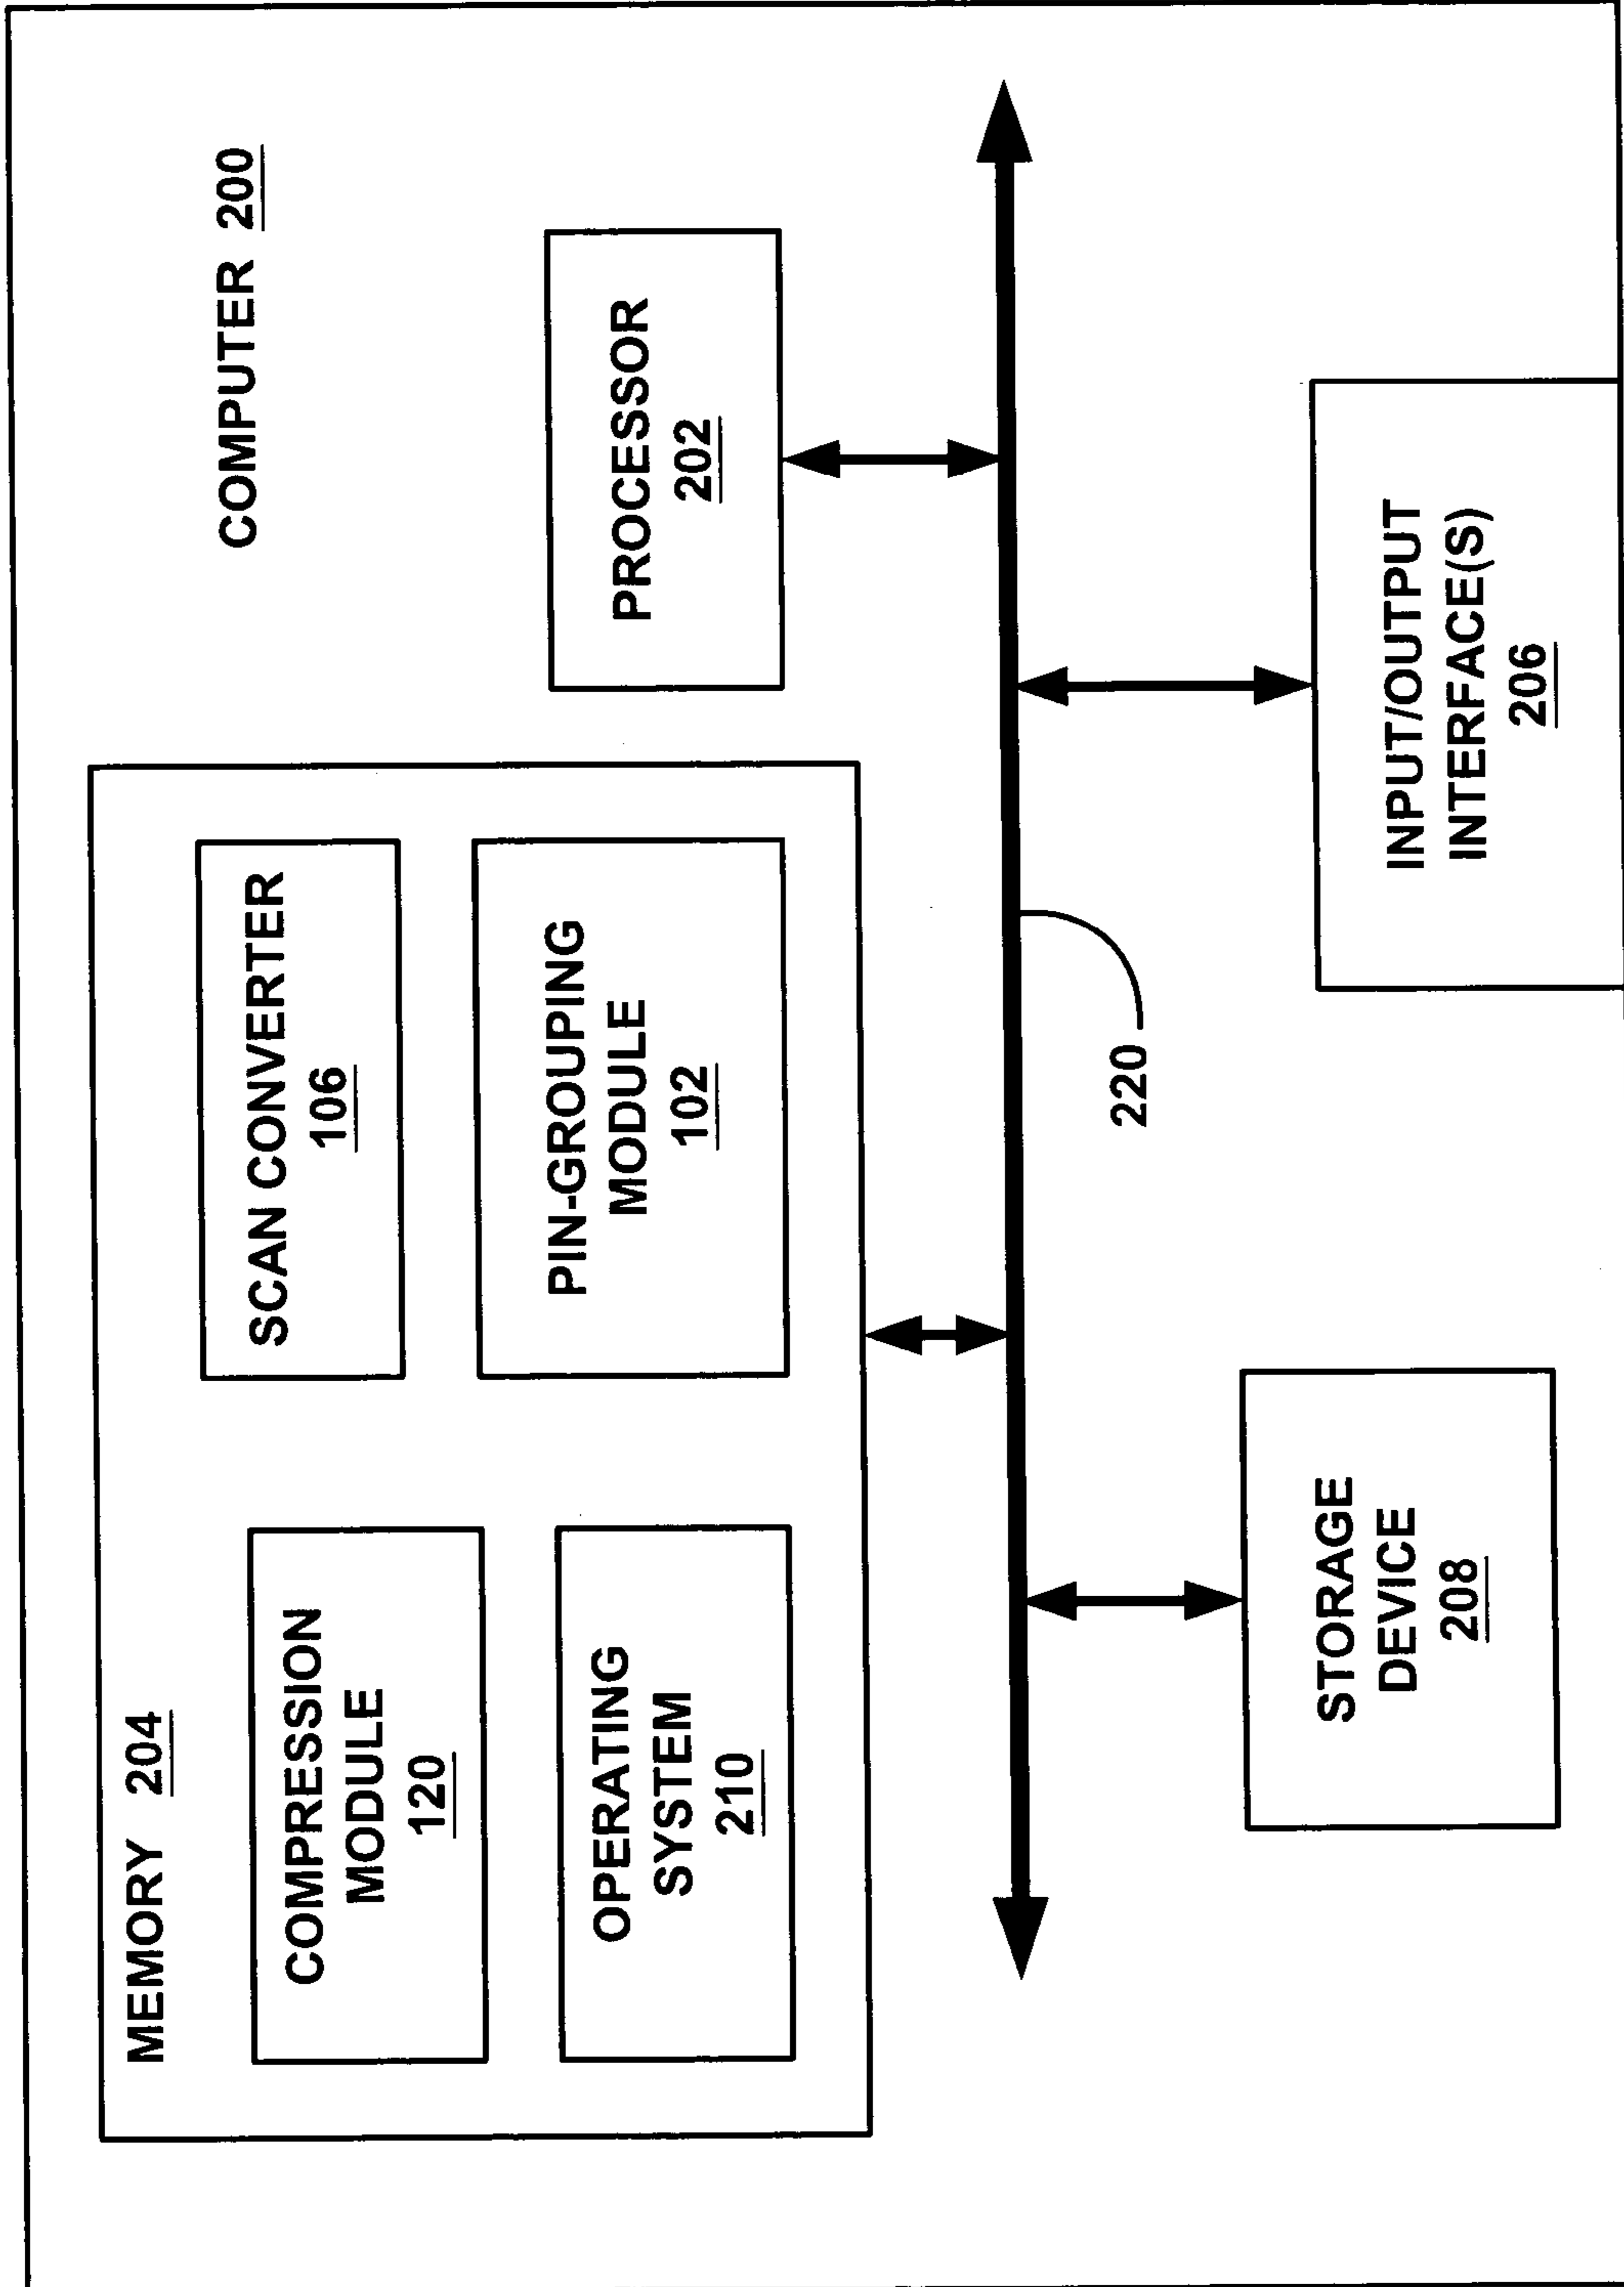 COMPUTER 200
MEMORY 204
COMPRESSION
MODULE
120
SCAN CONVERTER
106
OPERATING
SYSTEM
210
PIN-GROUPING
MODULE
102
PROCESSOR
202
220
STORAGE
DEVICE
208
INPUT/OUTPUT
INTERFACE(S)
206